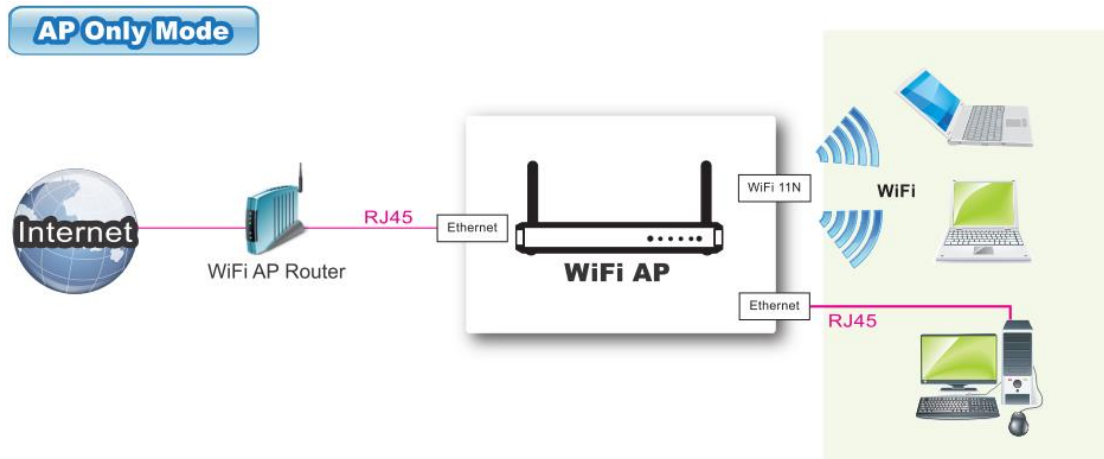 AP Only Mode
Internet
WiFi AP Router
RJ45
Ethernet
WiFi AP
WiFi 11N
WiFi
Ethernet
RJ45